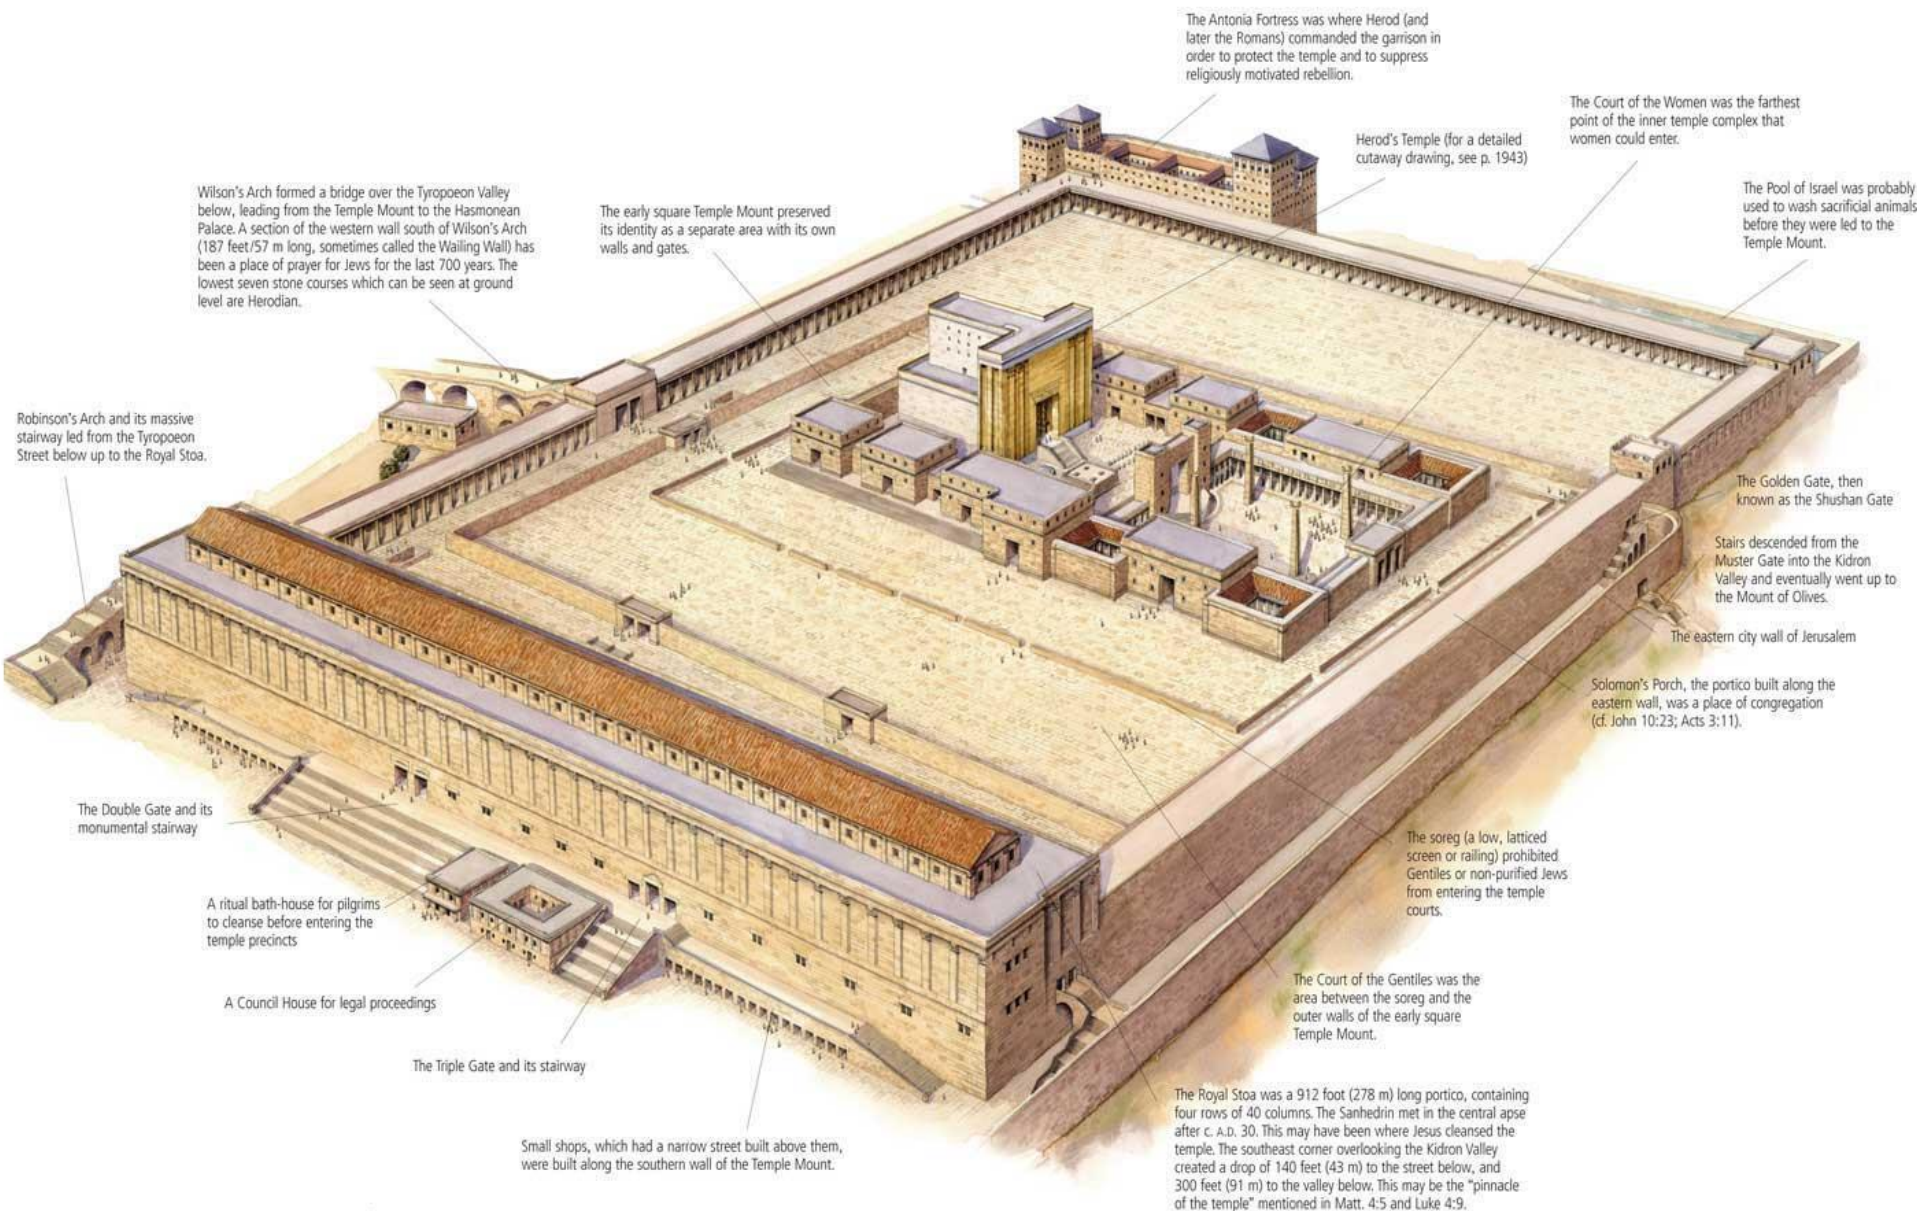 The Antonia Fortress was where Herod (and
later the Romans) commanded the garrison in
order to protect the temple and to suppress
religiously motivated rebellion.
The Court of the Women was the farthest
point of the inner temple complex that
women could enter.
Herod's Temple (for a detailed
cutaway drawing, see p. 1943)
The Pool of Israel was probably
used to wash sacrificial animals
before they were led to the
Temple Mount.
Wilson's Arch formed a bridge over the Tyropoeon Valley
below, leading from the Temple Mount to the Hasmonean
Palace. A section of the western wall south of Wilson's Arch
(187 feet/57 m long, sometimes called the Wailing Wall) has
been a place of prayer for Jews for the last 700 years. The
lowest seven stone courses which can be seen at ground
level are Herodian.
The early square Temple Mount preserved
its identity as a separate area with its own
walls and gates.
Robinson's Arch and its massive
stairway led from the Tyropoeon
Street below up to the Royal Stoa.
The Golden Gate, then
known as the Shushan Gate
Stairs descended from the
Muster Gate into the Kidron
Valley and eventually went up to
the Mount of Olives.
The eastern city wall of Jerusalem
Solomon's Porch, the portico built along the
eastern wall, was a place of congregation
(cf. John 10:23; Acts 3:11).
The Double Gate and its
monumental stairway
The soreg (a low, latticed
screen or railing) prohibited
Gentiles or non-purified Jews
from entering the temple
courts.
A ritual bath-house for pilgrims
to cleanse before entering the
temple precincts
A Council House for legal proceedings
The Court of the Gentiles was the
area between the soreg and the
outer walls of the early square
Temple Mount.
The Triple Gate and its stairway
Small shops, which had a narrow street built above them,
were built along the southern wall of the Temple Mount.
The Royal Stoa was a 912 foot (278 m) long portico, containing
four rows of 40 columns. The Sanhedrin met in the central apse
after c. A.D. 30. This may have been where Jesus cleansed the
temple. The southeast corner overlooking the Kidron Valley
created a drop of 140 feet (43 m) to the street below, and
300 feet (91 m) to the valley below. This may be the "pinnacle
of the temple" mentioned in Matt. 4:5 and Luke 4:9.